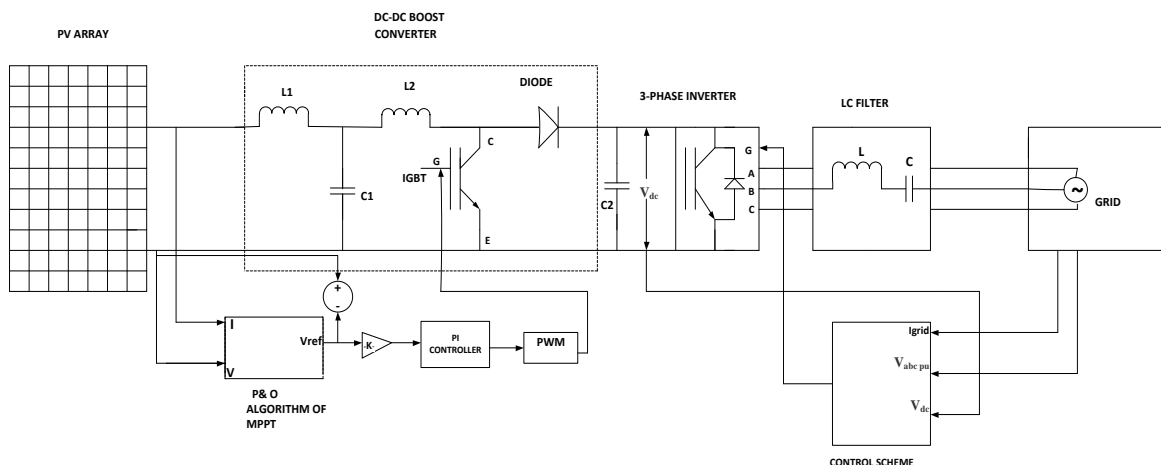 DC-DC BOOST
CONVERTER
PV ARRAY
L1
L2
DIODE
3-PHASE INVERTER
LC FILTER
C
G
IGBT
C1
E
C2
Vdc
G
A
B
C
L
C
~
GRID
+
-
I
Vref
V
-K-
PI
CONTROLLER
PWM
P& O
ALGORITHM OF
MPPT
Igrid
Vabc pu
Vdc
CONTROL SCHEME